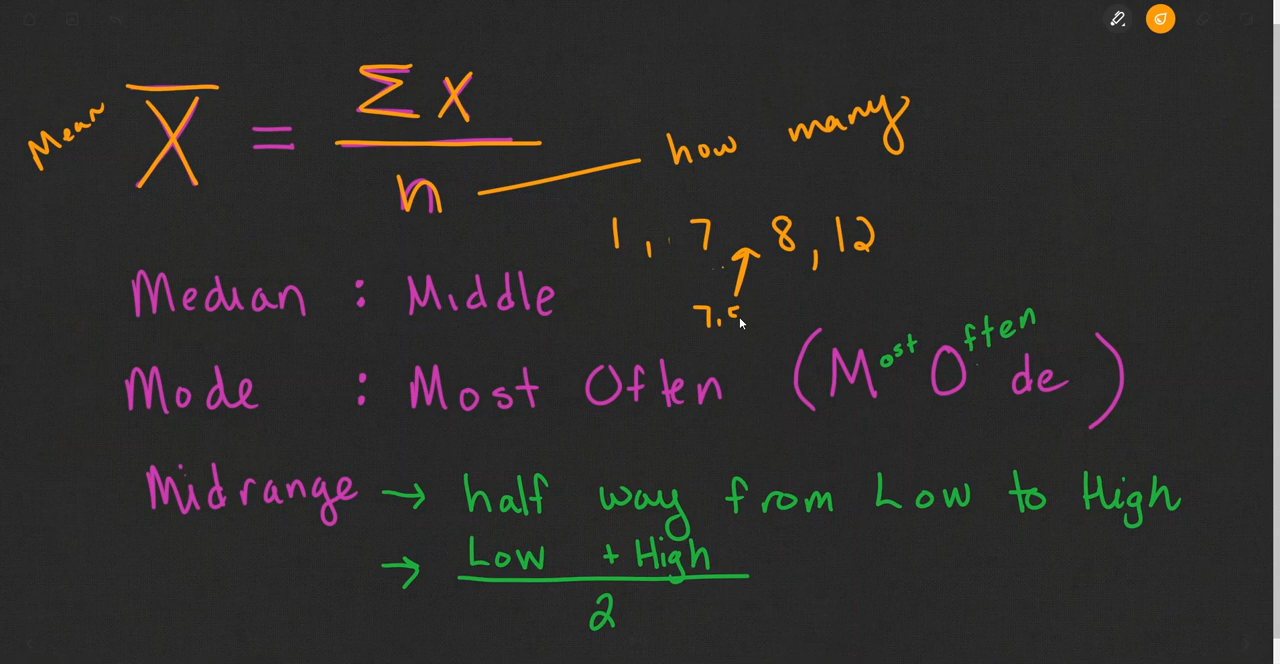 Mean X̄ = ΣX
n how many
1, 7 8, 12
Median : Middle
7.5
Mode : Most Often (Most Often de)
Midrange → half way from Low to High
→ Low + High
2